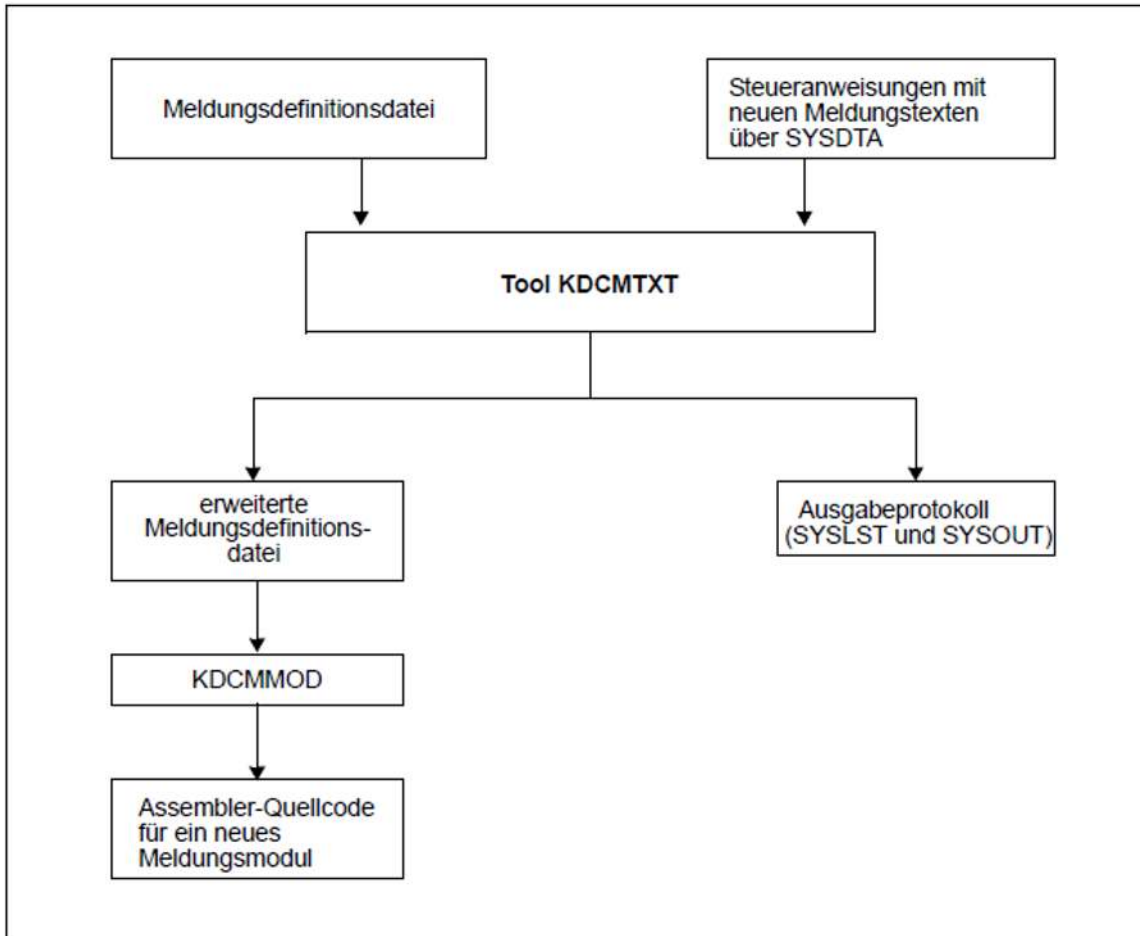 Meldungsdefinitionsdatei
Steueranweisungen mit
neuen Meldungstexten
über SYSDTA
Tool KDCMTXT
erweiterte
Meldungsdefinitions-
datei
Ausgabeprotokoll
(SYSLST und SYSOUT)
KDCMMOD
Assembler-Quellcode
für ein neues
Meldungsmodul